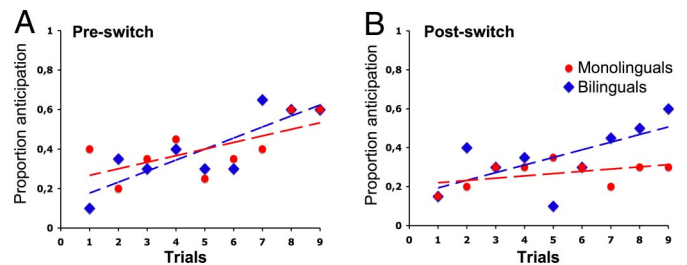 A
Pre-switch
Proportion anticipation
1
0,8
0,6
0,4
0,2
0
0 1 2 3 4 5 6 7 8 9
Trials
B
Post-switch
Monolinguals
Bilinguals
Proportion anticipation
1
0,8
0,6
0,4
0,2
0
0 1 2 3 4 5 6 7 8 9
Trials